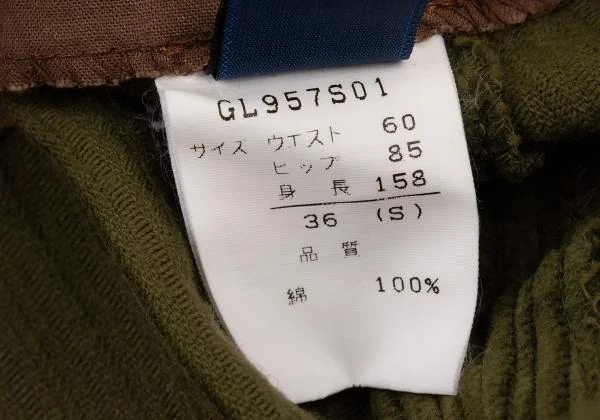 GL957S01
サイズ ウイスト 60
ヒップ 85
身 長 158
36 (S)
品 質
綿 100%